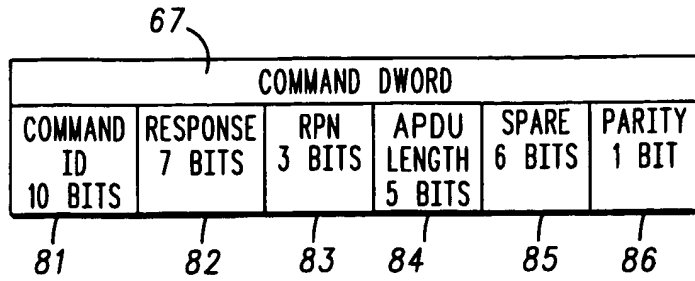 67
COMMAND DWORD
COMMAND ID 10 BITS
RESPONSE 7 BITS
RPN 3 BITS
APDU LENGTH 5 BITS
SPARE 6 BITS
PARITY 1 BIT
81 82 83 84 85 86